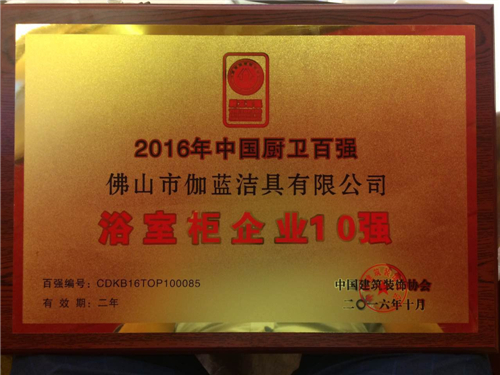 2016年中国厨卫百强
佛山市伽蓝洁具有限公司
浴室柜企业10强
百强编号：CDKB16TOP100085
有效期：二年
中国建筑装饰协会
二〇一六年十月